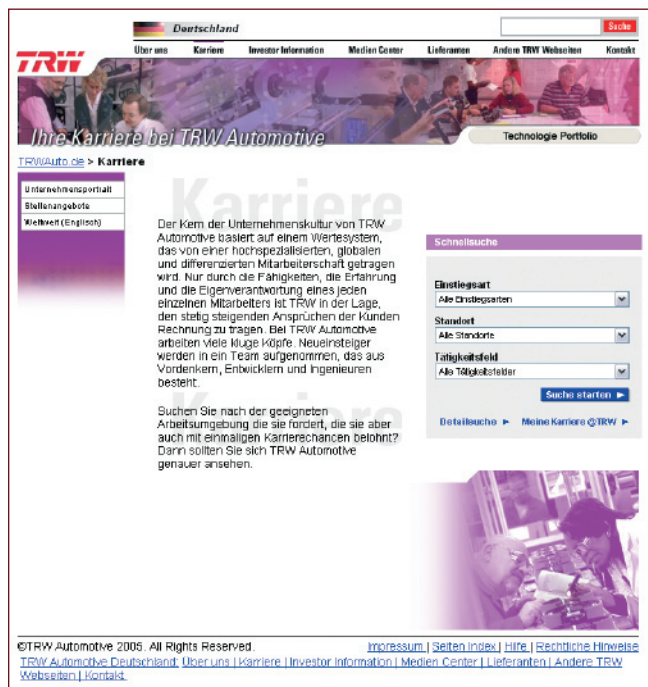 Deutschland
Suche
Über uns Karriere Investor Information Medien Center Lieferanten Andere TRW Webseiten Kontakt
TRW
Ihre Karriere bei TRW Automotive
Technologie Portfolio
TRWAuto.de > Karriere
Unternehmensportrait
Stellenangebote
Weltweit (Englisch)
Karriere
Der Kern der Unternehmenskultur von TRW
Automotive basiert auf einem Wertesystem,
das von einer hochspezialisierten, globalen
und differenzierten Mitarbeiterschaft getragen
wird. Nur durch die Fähigkeiten, die Erfahrung
und die Eigenverantwortung eines jeden
einzelnen Mitarbeiters ist TRW in der Lage,
den stetig steigenden Ansprüchen der Kunden
Rechnung zu tragen. Bei TRW Automotive
arbeiten viele kluge Köpfe. Neueinsteiger
werden in ein Team aufgenommen, das aus
Vordenkern, Entwicklern und Ingenieuren
besteht.
Karriere
Suchen Sie nach der geeigneten
Arbeitsumgebung die sie fordert, die sie aber
auch mit einmaligen Karrierechancen belohnt?
Dann sollten Sie sich TRW Automotive
genauer ansehen.
Schnellsuche
Einstiegsart
Alle Einstiegsarten
Standort
Alle Standorte
Tätigkeitsfeld
Alle Tätigkeitsfelder
Suche starten
Detailsuche Meine Karriere @TRW
©TRW Automotive 2005. All Rights Reserved.
Impressum | Seiten Index | Hilfe | Rechtliche Hinweise
TRW Automotive Deutschland: Über uns | Karriere | Investor Information | Medien Center | Lieferanten | Andere TRW
Webseiten | Kontakt